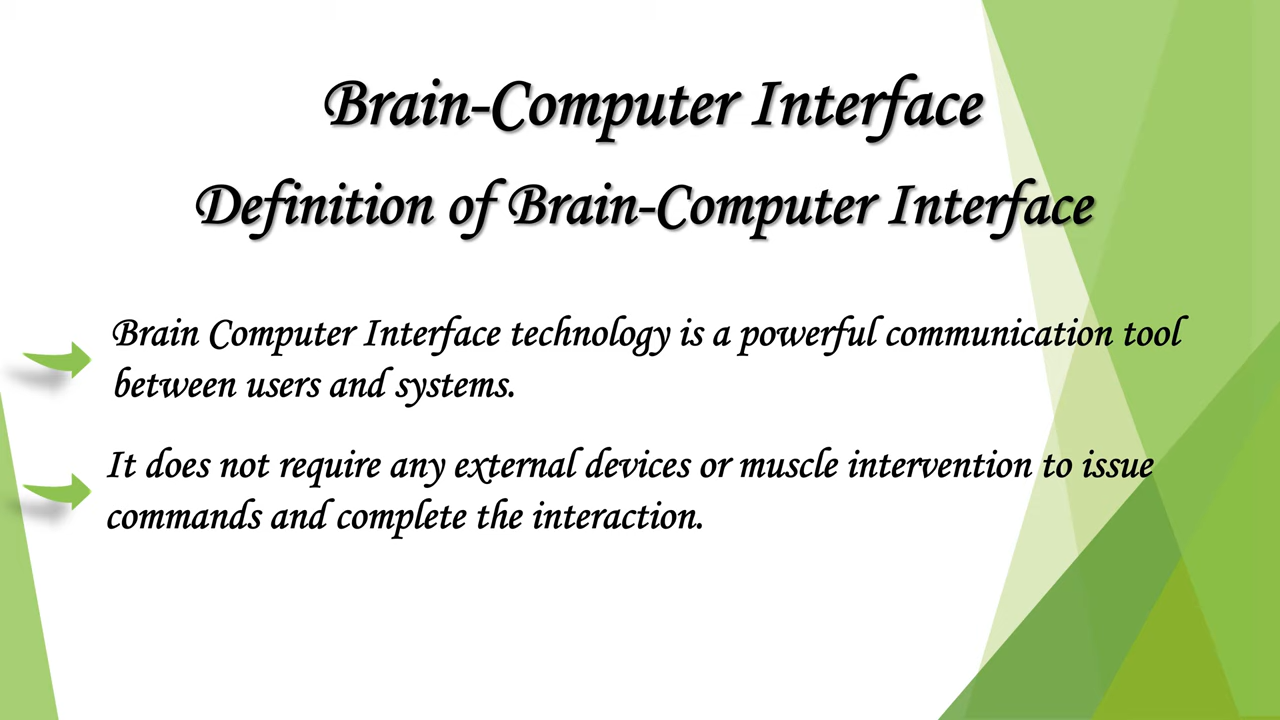 Brain-Computer Interface
Definition of Brain-Computer Interface
Brain Computer Interface technology is a powerful communication tool
between users and systems.
It does not require any external devices or muscle intervention to issue
commands and complete the interaction.